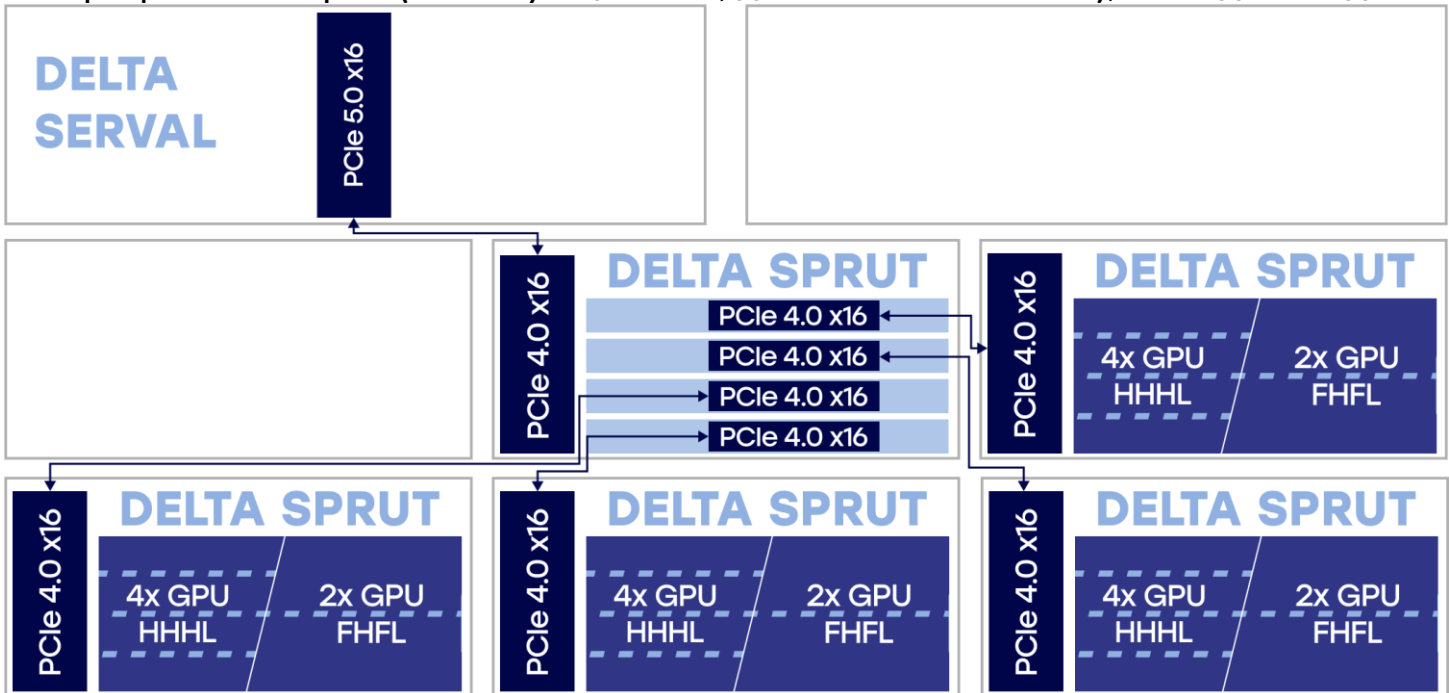 DELTA
SERVAL
PCIe 5.0 x16
PCIe 4.0 x16
DELTA SPRUT
PCIe 4.0 x16
PCIe 4.0 x16
PCIe 4.0 x16
PCIe 4.0 x16
PCIe 4.0 x16
DELTA SPRUT
4x GPU
HHHL
2x GPU
FHFL
PCIe 4.0 x16
DELTA SPRUT
4x GPU
HHHL
2x GPU
FHFL
PCIe 4.0 x16
DELTA SPRUT
4x GPU
HHHL
2x GPU
FHFL
PCIe 4.0 x16
DELTA SPRUT
4x GPU
HHHL
2x GPU
FHFL